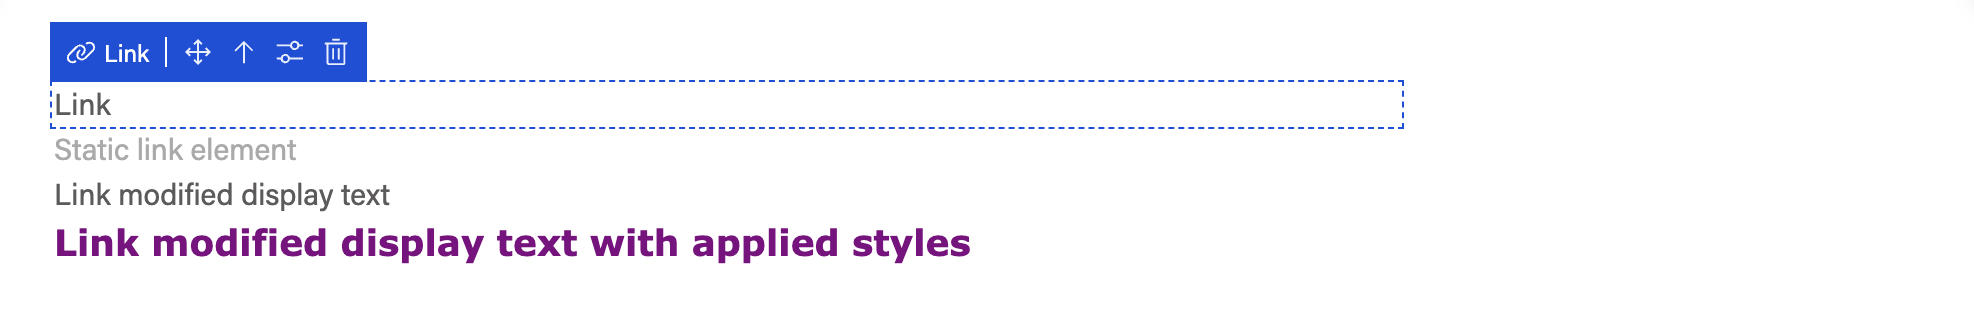 Link
Link
Static link element
Link modified display text
Link modified display text with applied styles